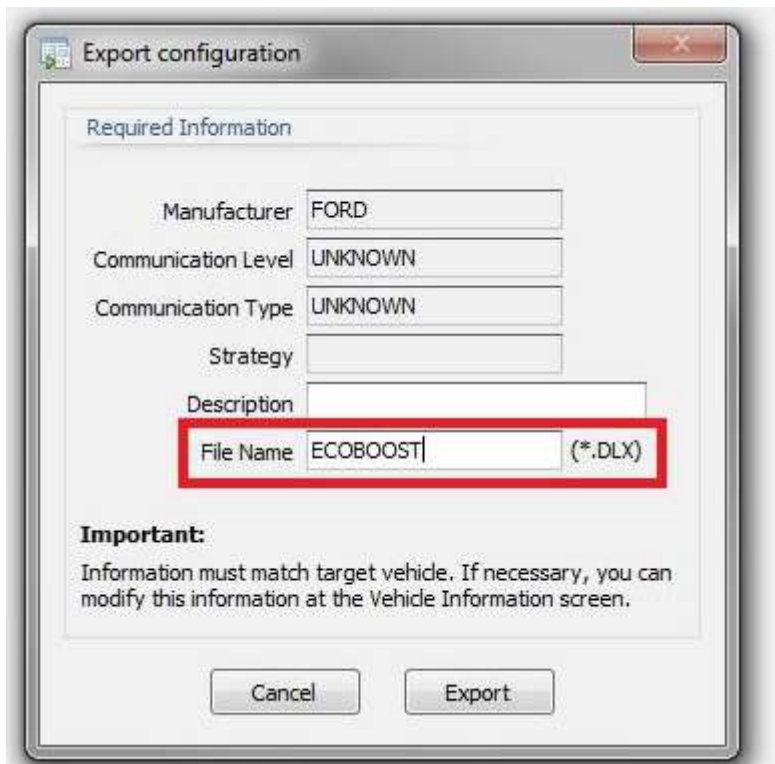 Export configuration
Required Information
Manufacturer FORD
Communication Level UNKNOWN
Communication Type UNKNOWN
Strategy
Description
File Name ECOBOOST (*.DLX)
Important:
Information must match target vehicle. If necessary, you can
modify this information at the Vehicle Information screen.
Cancel Export